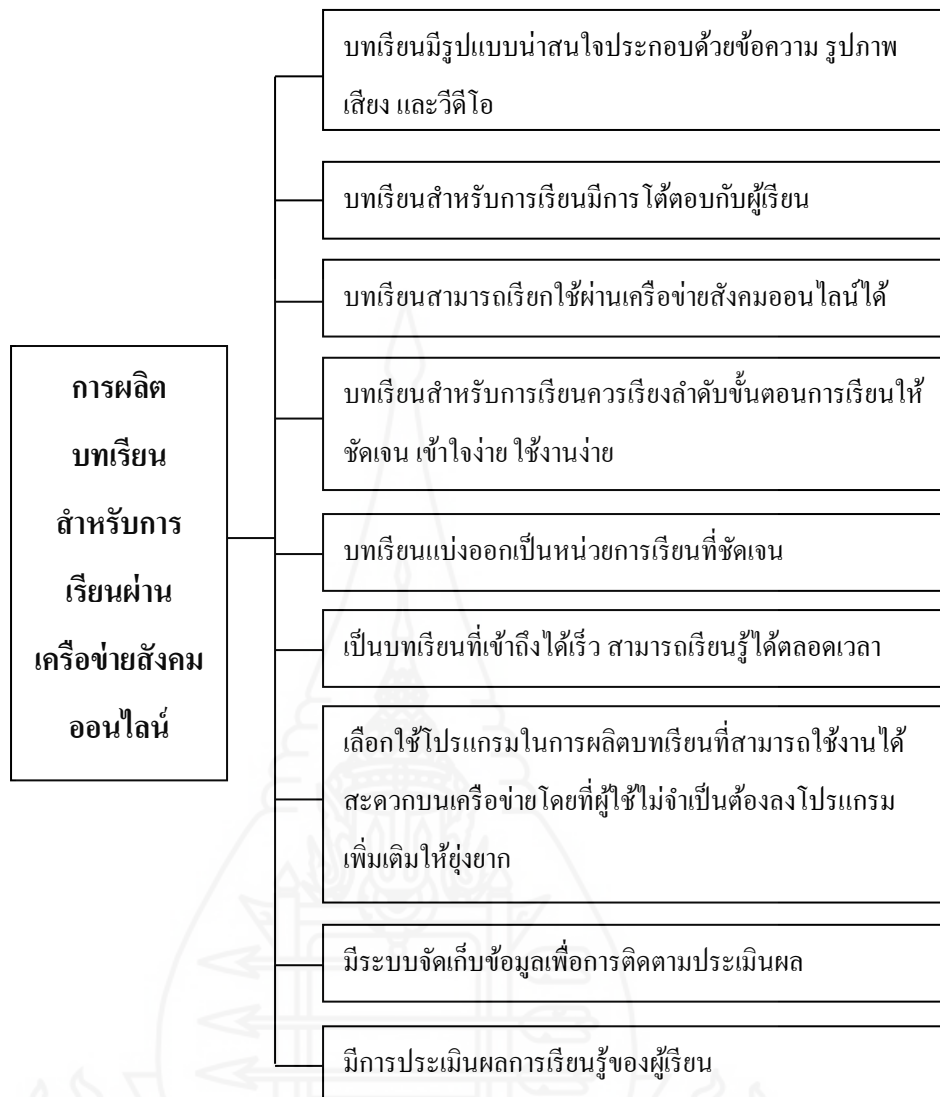 บทเรียนมีรูปแบบน่าสนใจประกอบด้วยข้อความ รูปภาพ
เสียง และวีดีโอ
บทเรียนสำหรับการเรียนมีการโต้ตอบกับผู้เรียน
บทเรียนสามารถเรียกใช้ผ่านเครือข่ายสังคมออนไลน์ได้
การผลิต
บทเรียน
สำหรับการ
เรียนผ่าน
เครือข่ายสังคม
ออนไลน์
บทเรียนสำหรับการเรียนควรเรียงลำดับขั้นตอนการเรียนให้
ชัดเจน เข้าใจง่าย ใช้งานง่าย
บทเรียนแบ่งออกเป็นหน่วยการเรียนที่ชัดเจน
เป็นบทเรียนที่เข้าถึงได้เร็ว สามารถเรียนรู้ได้ตลอดเวลา
เลือกใช้โปรแกรมในการผลิตบทเรียนที่สามารถใช้งานได้
สะดวกบนเครือข่ายโดยที่ผู้ใช้ไม่จำเป็นต้องลงโปรแกรม
เพิ่มเติมให้ยุ่งยาก
มีระบบจัดเก็บข้อมูลเพื่อการติดตามประเมินผล
มีการประเมินผลการเรียนรู้ของผู้เรียน